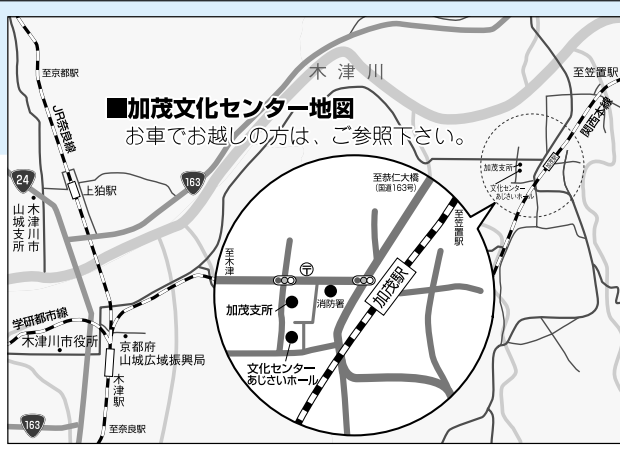 木津川
■加茂文化センター地図
お車でお越しの方は、ご参照下さい。
至京都駅
JR奈良線
24
上狛駅
163
木津川市
山城支所
学研都市線
木津川市役所
京都府
山城広域振興局
木津駅
163
至奈良駅
至笠置駅
関西本線
加茂支所
文化センター
あじさいホール
至恭仁大橋
(国道163号)
至笠置駅
至木津
〒
加茂駅
加茂支所
消防署
文化センター
あじさいホール